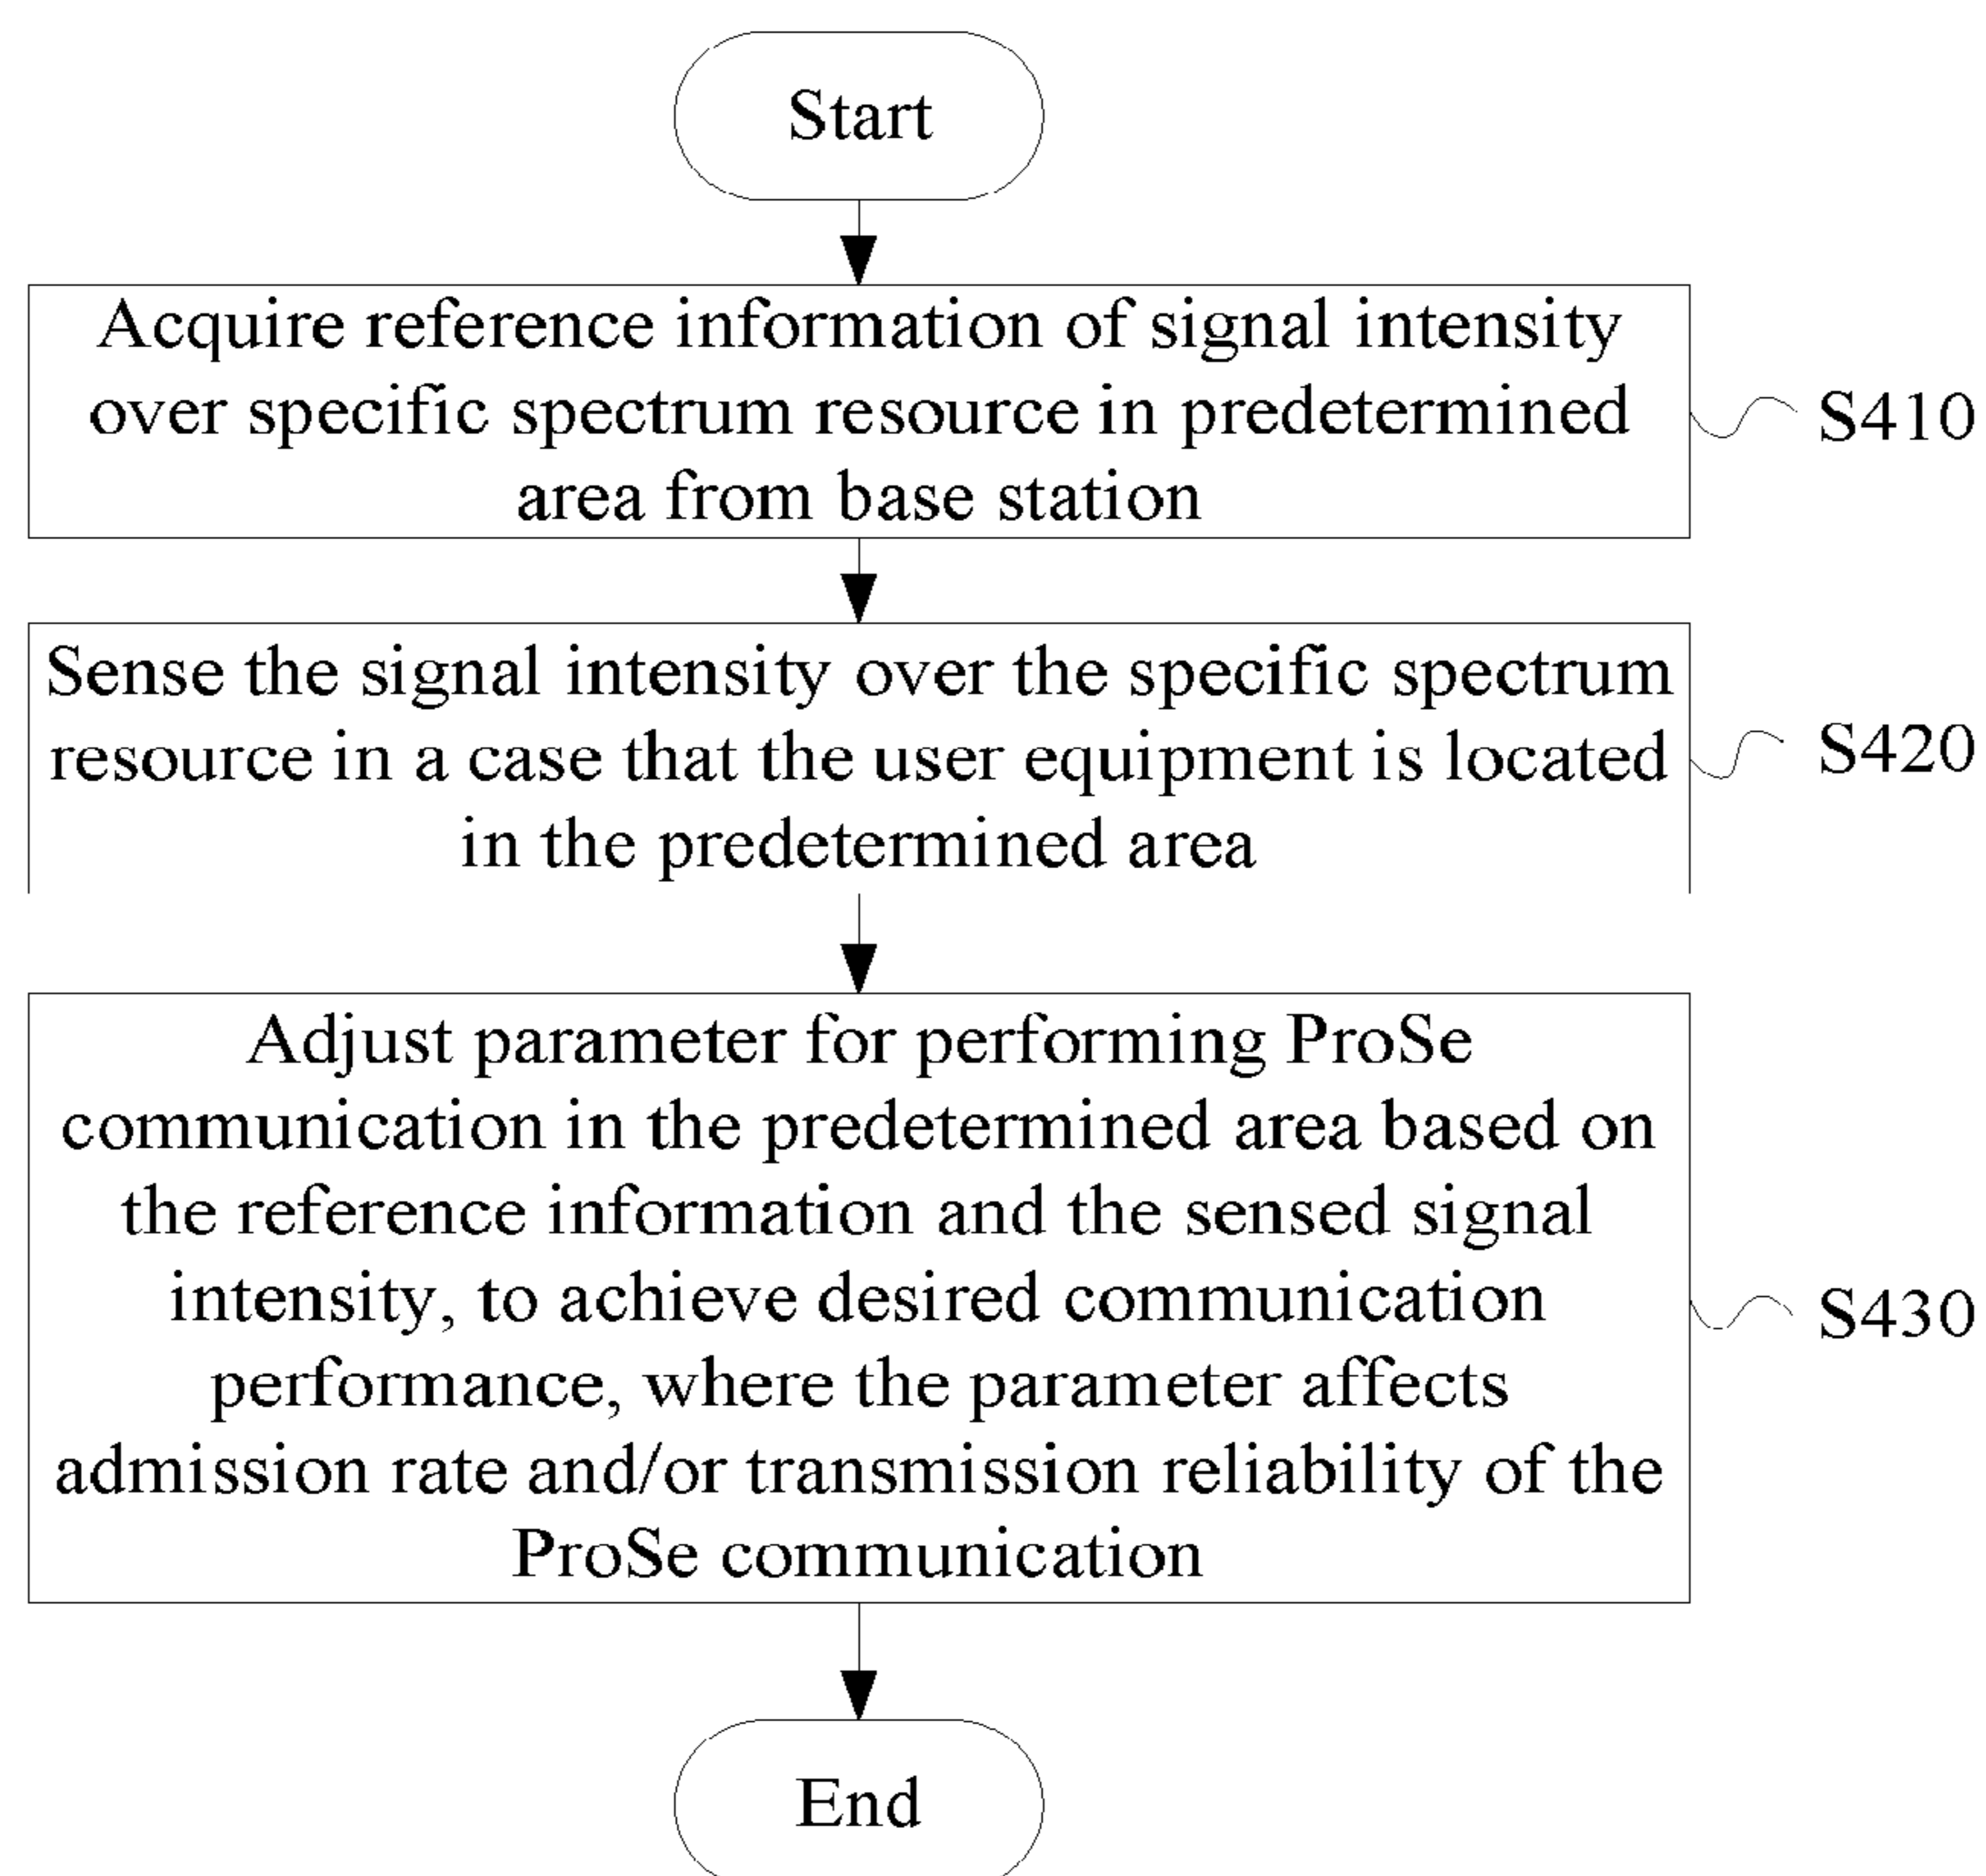 Start
Acquire reference information of signal intensity
over specific spectrum resource in predetermined
area from base station
S410
Sense the signal intensity over the specific spectrum
resource in a case that the user equipment is located
in the predetermined area
S420
Adjust parameter for performing ProSe
communication in the predetermined area based on
the reference information and the sensed signal
intensity, to achieve desired communication
performance, where the parameter affects
admission rate and/or transmission reliability of the
ProSe communication
S430
End